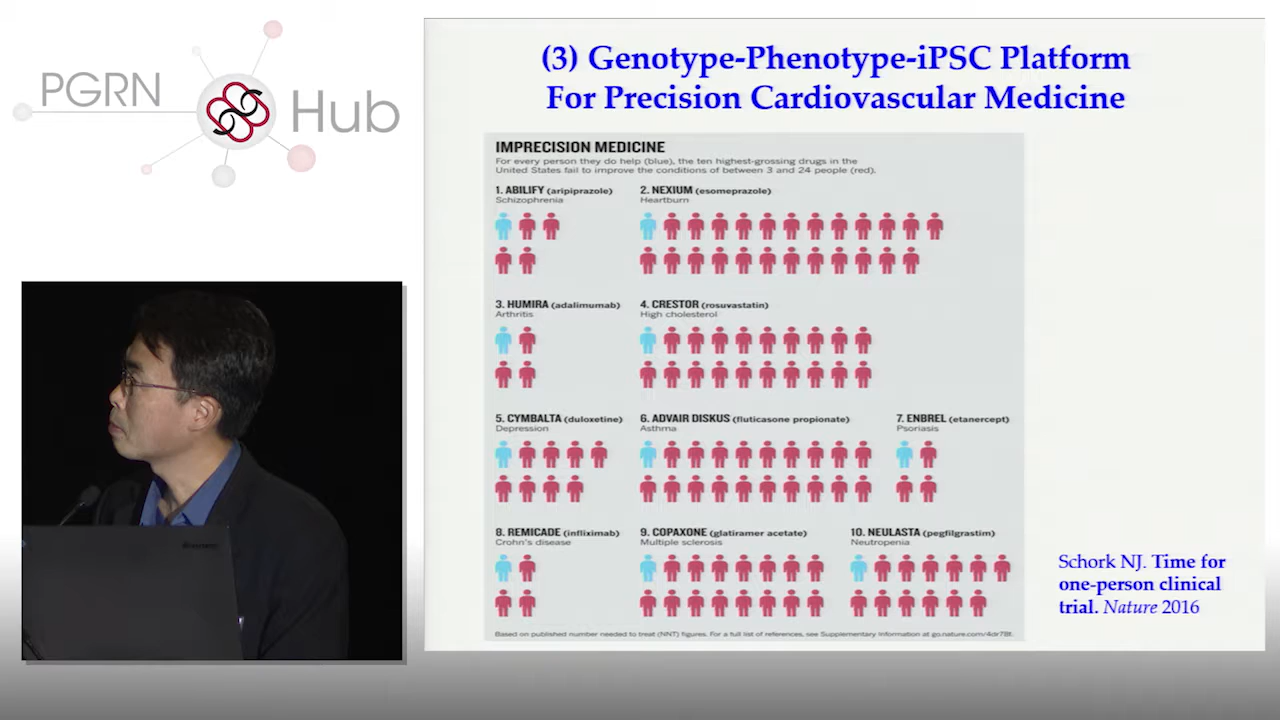 PGRN
Hub
(3) Genotype-Phenotype-iPSC Platform
For Precision Cardiovascular Medicine
IMPRECISION MEDICINE
For every person they do help (blue), the ten highest-grossing drugs in the
United States fail to improve the conditions of between 3 and 24 people (red).
1. ABILIFY (aripiprazole)
Schizophrenia
2. NEXIUM (esomeprazole)
Heartburn
3. HUMIRA (adalimumab)
Arthritis
4. CRESTOR (rosuvastatin)
High cholesterol
5. CYMBALTA (duloxetine)
Depression
6. ADVAIR DISKUS (fluticasone propionate)
Asthma
7. ENBREL (etanercept)
Psoriasis
8. REMICADE (infliximab)
Crohn's disease
9. COPAXONE (glatiramer acetate)
Multiple sclerosis
10. NEULASTA (pegfilgrastim)
Neutropenia
Based on published number needed to treat (NNT) figures. For a full list of references, see Supplementary Information at
Schork NJ. Time for
one-person clinical
trial. Nature 2016